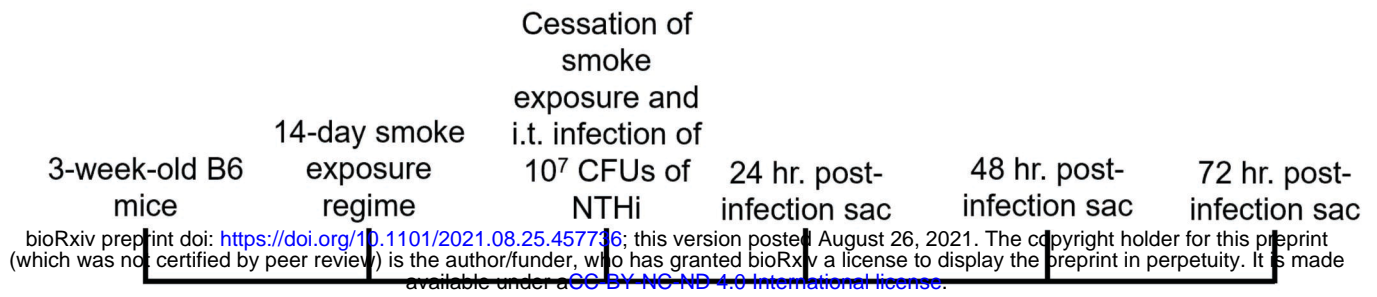 Cessation of
smoke
exposure and
i.t. infection of
10⁷ CFUs of
NTHi
14-day smoke
exposure
regime
3-week-old B6
mice
24 hr. post-
infection sac
48 hr. post-
infection sac
72 hr. post-
infection sac
bioRxiv preprint doi: https://doi.org/10.1101/2021.08.25.457736; this version posted August 26, 2021. The copyright holder for this preprint
(which was not certified by peer review) is the author/funder, who has granted bioRxiv a license to display the preprint in perpetuity. It is made
available under aCC-BY-NC-ND 4.0 International license.